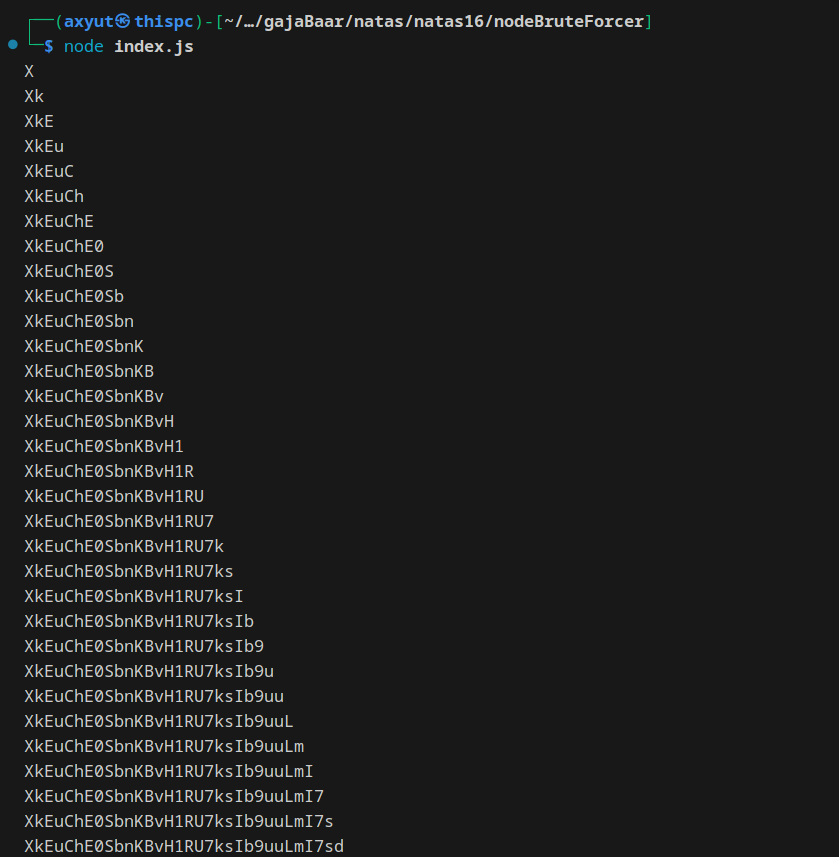 ┌──(axyut㉿thispc)-[~/…/gajaBaar/natas/natas16/nodeBruteForcer]
└─$ node index.js
X
Xk
XkE
XkEu
XkEuC
XkEuCh
XkEuChE
XkEuChE0
XkEuChE0S
XkEuChE0Sb
XkEuChE0Sbn
XkEuChE0SbnK
XkEuChE0SbnKB
XkEuChE0SbnKBv
XkEuChE0SbnKBvH
XkEuChE0SbnKBvH1
XkEuChE0SbnKBvH1R
XkEuChE0SbnKBvH1RU
XkEuChE0SbnKBvH1RU7
XkEuChE0SbnKBvH1RU7k
XkEuChE0SbnKBvH1RU7ks
XkEuChE0SbnKBvH1RU7ksI
XkEuChE0SbnKBvH1RU7ksIb
XkEuChE0SbnKBvH1RU7ksIb9
XkEuChE0SbnKBvH1RU7ksIb9u
XkEuChE0SbnKBvH1RU7ksIb9uu
XkEuChE0SbnKBvH1RU7ksIb9uuL
XkEuChE0SbnKBvH1RU7ksIb9uuLm
XkEuChE0SbnKBvH1RU7ksIb9uuLmI
XkEuChE0SbnKBvH1RU7ksIb9uuLmI7
XkEuChE0SbnKBvH1RU7ksIb9uuLmI7s
XkEuChE0SbnKBvH1RU7ksIb9uuLmI7sd